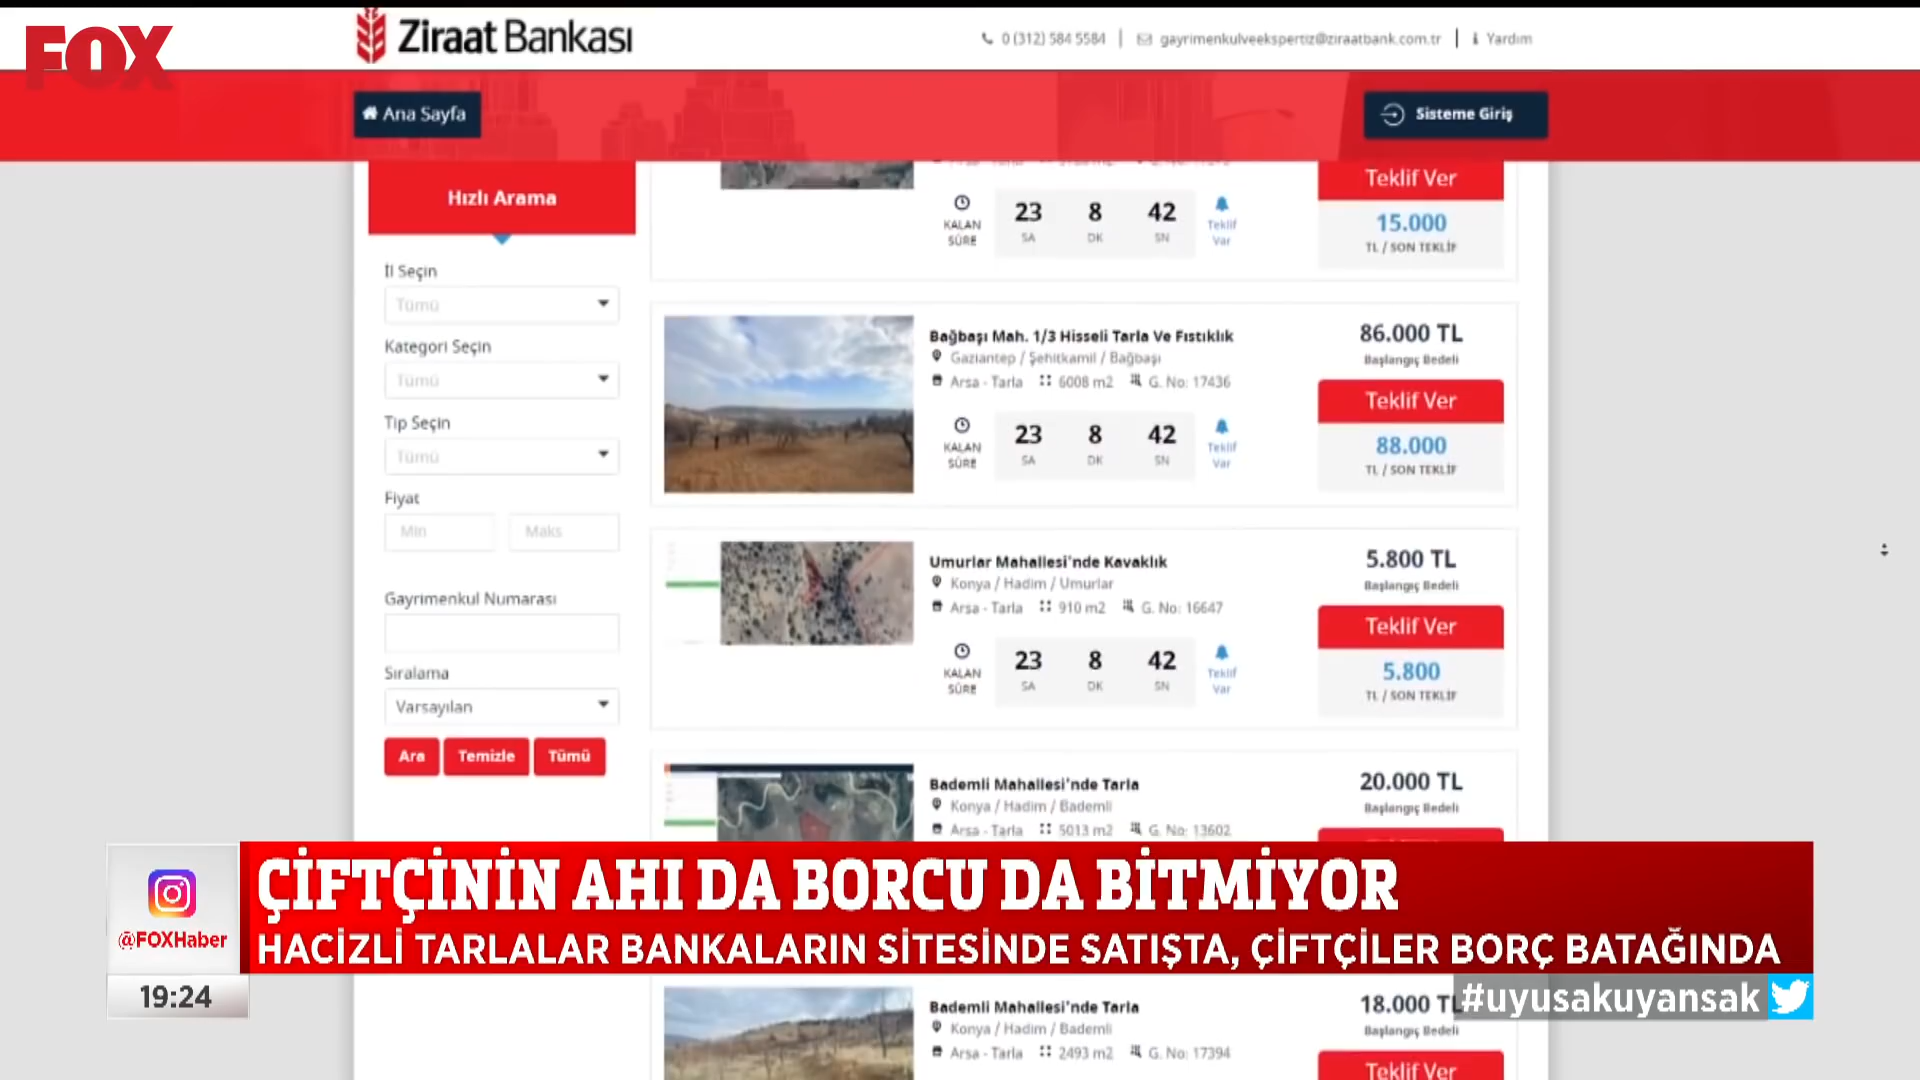 FOX
Ziraat Bankası
0 (312) 584 5584
gayrimenkulveekspertiz@ziraatbank.com.tr
Yardım
Ana Sayfa
Sisteme Giriş
Hızlı Arama
İl Seçin
Tümü
Kategori Seçin
Tümü
Tip Seçin
Tümü
Fiyat
Min
Maks
Gayrimenkul Numarası
Sıralama
Varsayılan
Ara
Temizle
Tümü
KALAN SÜRE
23 8 42
SA DK SN
Teklif Var
Teklif Ver
15.000
TL / SON TEKLİF
Bağbaşı Mah. 1/3 Hisseli Tarla Ve Fıstıklık
Gaziantep / Şehitkamil / Bağbaşı
Arsa - Tarla 6008 m2 G. No: 17436
KALAN SÜRE
23 8 42
SA DK SN
Teklif Var
86.000 TL
Başlangıç Bedeli
Teklif Ver
88.000
TL / SON TEKLİF
Umurlar Mahallesi'nde Kavaklık
Konya / Hadim / Umurlar
Arsa - Tarla 910 m2 G. No: 16647
KALAN SÜRE
23 8 42
SA DK SN
Teklif Var
5.800 TL
Başlangıç Bedeli
Teklif Ver
5.800
TL / SON TEKLİF
Bademli Mahallesi'nde Tarla
Konya / Hadim / Bademli
Arsa - Tarla 5013 m2 G. No: 13602
20.000 TL
Başlangıç Bedeli
@FOXHaber
19:24
ÇİFTÇİNİN AHI DA BORCU DA BİTMİYOR
HACİZLİ TARLALAR BANKALARIN SİTESİNDE SATIŞTA, ÇİFTÇİLER BORÇ BATAĞINDA
#uyusakuyansak
Bademli Mahallesi'nde Tarla
Konya / Hadim / Bademli
Arsa - Tarla 2493 m2 G. No: 17394
18.000 TL
Başlangıç Bedeli
Teklif Ver